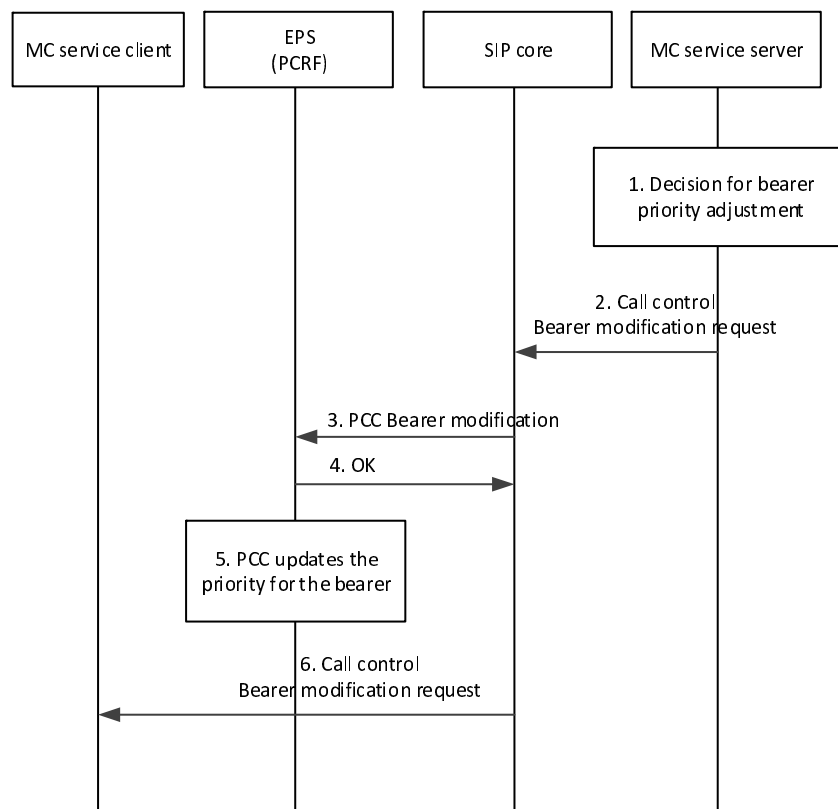 MC service client
EPS
(PCRF)
SIP core
MC service server
1. Decision for bearer
priority adjustment
2. Call control
Bearer modification request
3. PCC Bearer modification
4. OK
5. PCC updates the
priority for the bearer
6. Call control
Bearer modification request